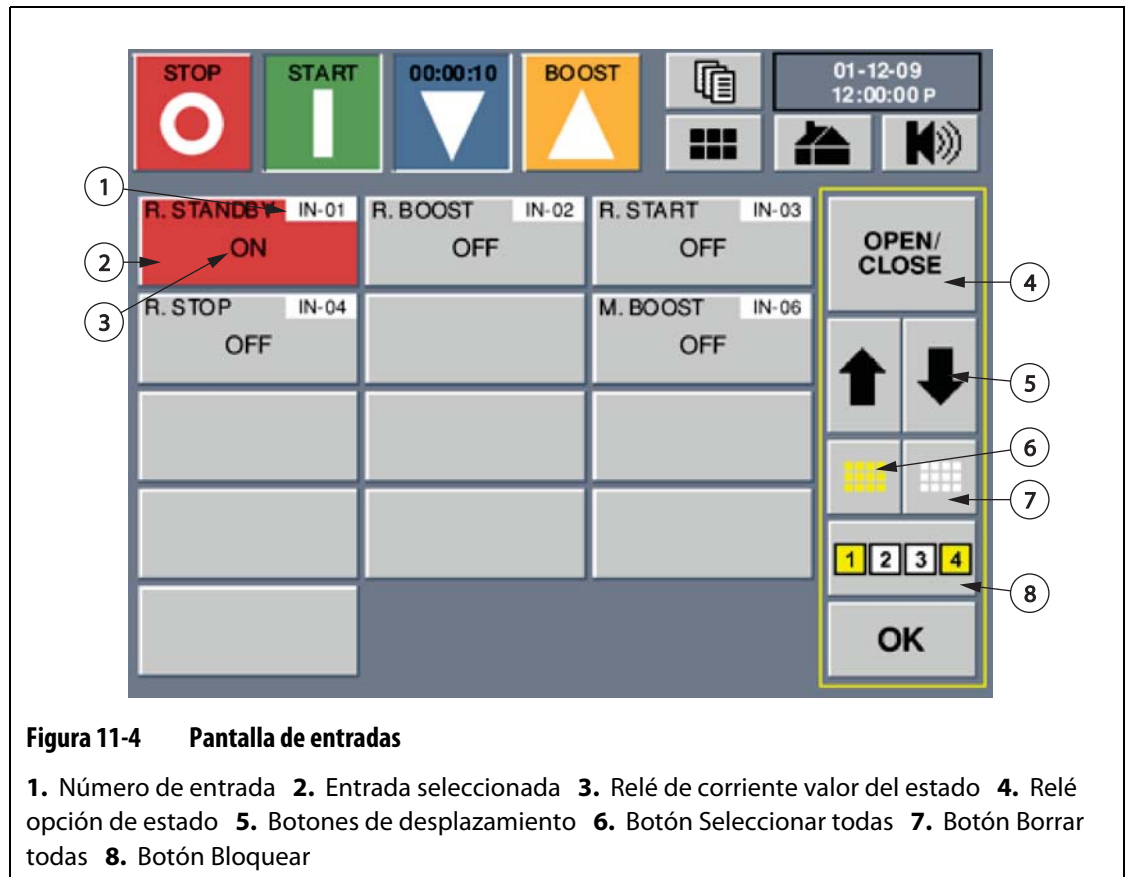 STOP
START
00:00:10
BOOST
01-12-09
12:00:00 P
1
R. STANDBY IN-01
ON
R. BOOST IN-02
OFF
R. START IN-03
OFF
OPEN/
CLOSE
2
3
4
R. STOP IN-04
OFF
M. BOOST IN-06
OFF
5
6
7
1 2 3 4
8
OK
Figura 11-4 Pantalla de entradas
1. Número de entrada 2. Entrada seleccionada 3. Relé de corriente valor del estado 4. Relé
opción de estado 5. Botones de desplazamiento 6. Botón Seleccionar todas 7. Botón Borrar
todas 8. Botón Bloquear